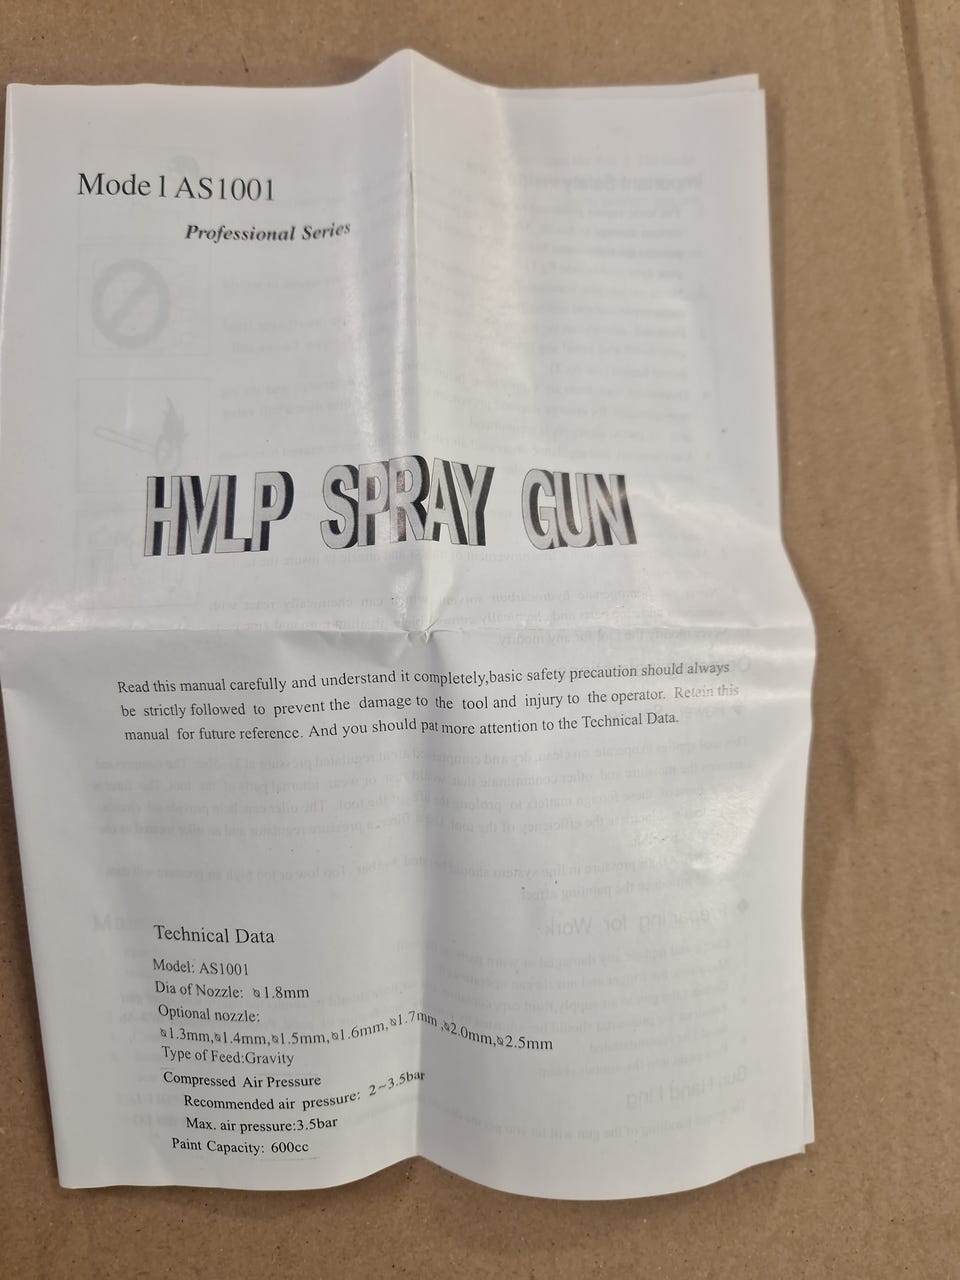 Model AS1001
Professional Series
HVLP SPRAY GUN
Read this manual carefully and understand it completely,basic safety precaution should always
be strictly followed to prevent the damage to the tool and injury to the operator. Retain this
manual for future reference. And you should pat more attention to the Technical Data.
Technical Data
Model: AS1001
Dia of Nozzle: ⌀1.8mm
Optional nozzle:
⌀1.3mm,⌀1.4mm,⌀1.5mm,⌀1.6mm,⌀1.7mm,⌀2.0mm,⌀2.5mm
Type of Feed:Gravity
Compressed Air Pressure
Recommended air pressure: 2~3.5bar
Max. air pressure:3.5bar
Paint Capacity: 600cc